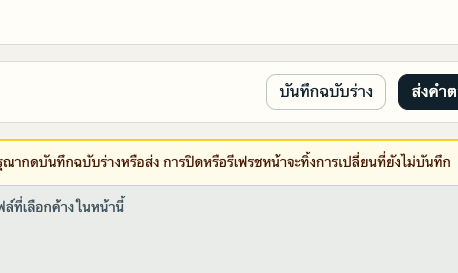 บันทึกฉบับร่าง
ส่งคำต
กดบันทึกฉบับร่างหรือส่ง การปิดหรือรีเฟรชหน้าจะทิ้งการเปลี่ยนที่ยังไม่บันทึก
ฟล์ที่เลือกค้างในหน้านี้